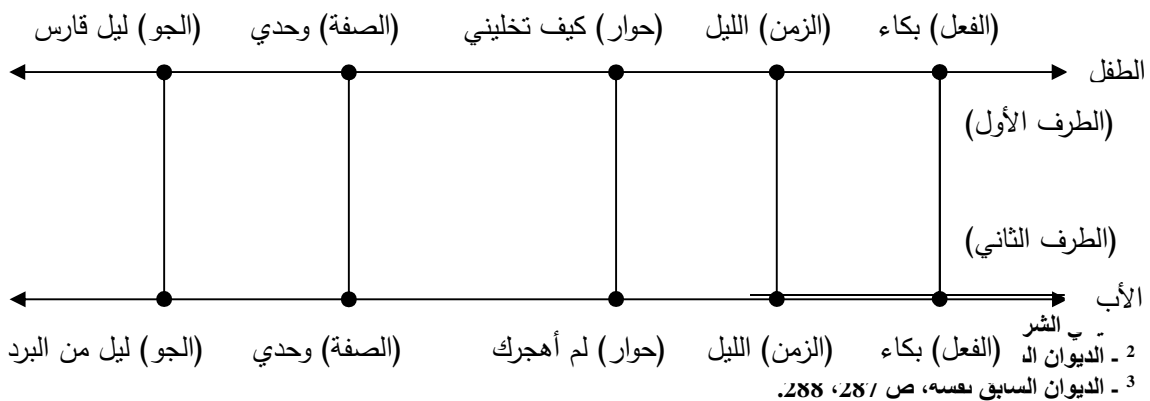 (الفعل) بكاء (الزمن) الليل (حوار) كيف تخليني (الصفة) وحدي (الجو) ليل قارس
الطفل
(الطرف الأول)
(الطرف الثاني)
الأب
(الفعل) بكاء (الزمن) الليل (حوار) لم أهجرك (الصفة) وحدي (الجو) ليل من البرد
2 ـ الديوان
3 ـ الديوان السابق نفسه، ص 287، 288.